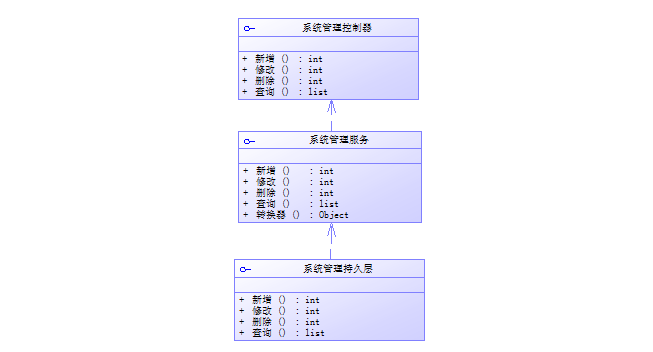 系统管理控制器
+ 新增 () : int
+ 修改 () : int
+ 删除 () : int
+ 查询 () : list
系统管理服务
+ 新增 () : int
+ 修改 () : int
+ 删除 () : int
+ 查询 () : list
+ 转换器 () : Object
系统管理持久层
+ 新增 () : int
+ 修改 () : int
+ 删除 () : int
+ 查询 () : list